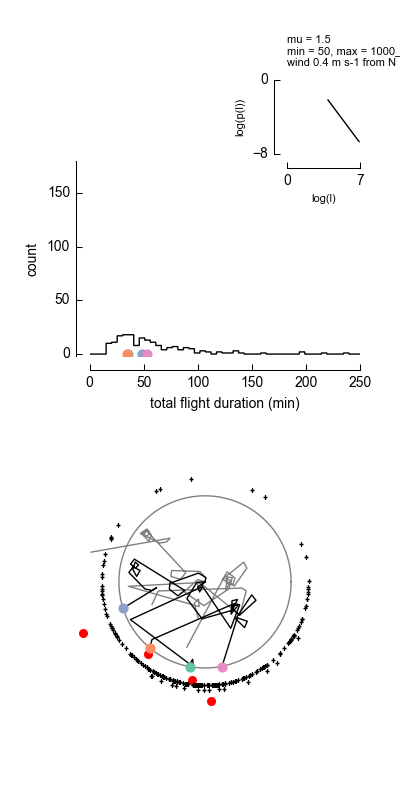 mu = 1.5
min = 50, max = 1000_
wind 0.4 m s-1 from N
0
log(p(l))
−8
0
7
log(l)
150
100
50
0
count
0
50
100
150
200
250
total flight duration (min)